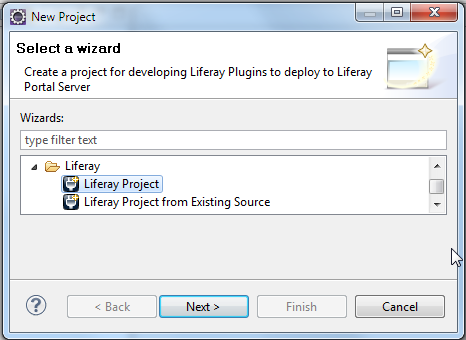 New Project
Select a wizard
Create a project for developing Liferay Plugins to deploy to Liferay
Portal Server
Wizards:
type filter text
Liferay
Liferay Project
Liferay Project from Existing Source
< Back
Next >
Finish
Cancel